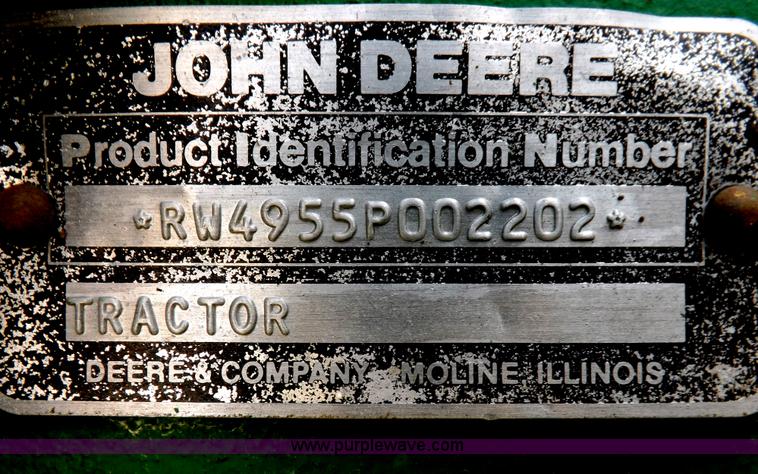 JOHN DEERE
Product Identification Number
*RW4955P002202*
TRACTOR
DEERE & COMPANY MOLINE, ILLINOIS
www.purplewave.com